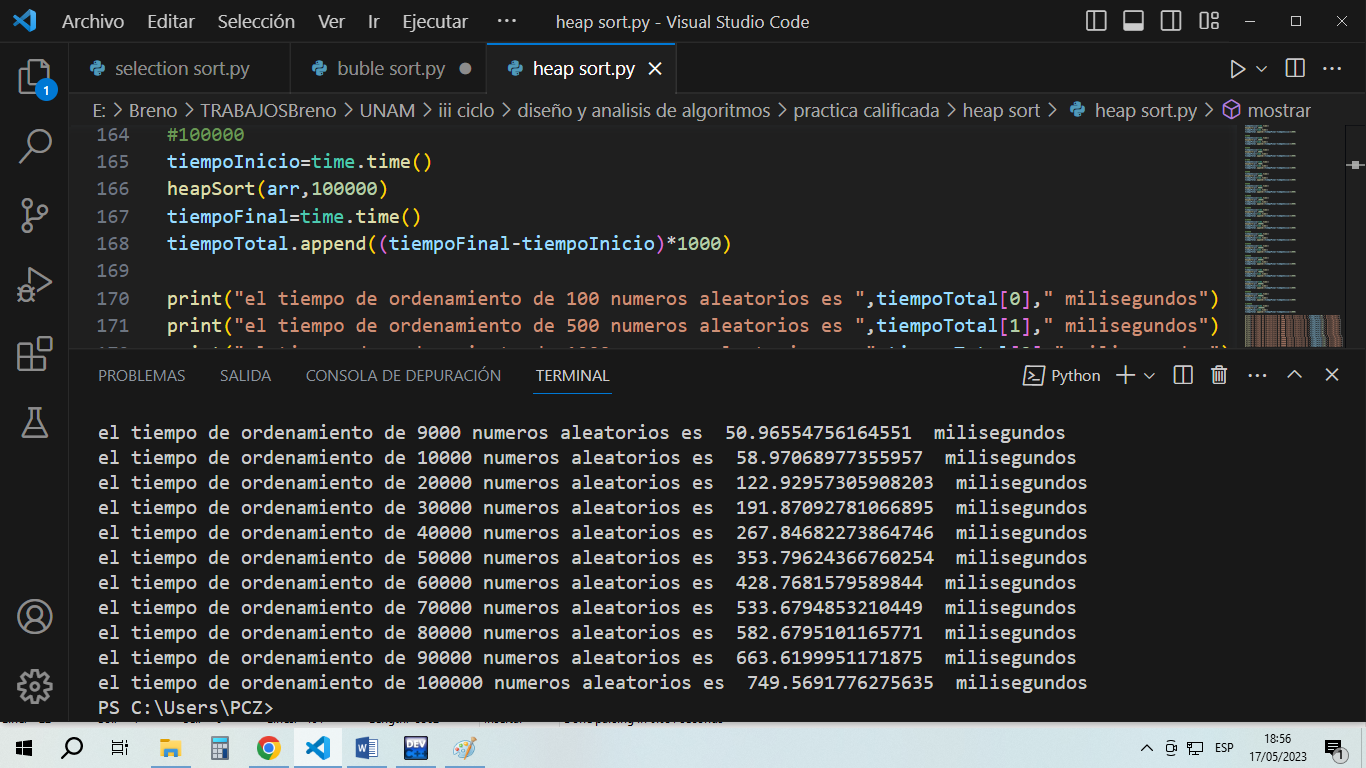 Archivo Editar Selección Ver Ir Ejecutar ··· heap sort.py - Visual Studio Code
selection sort.py buble sort.py heap sort.py
E: > Breno > TRABAJOSBreno > UNAM > iii ciclo > diseño y analisis de algoritmos > practica calificada > heap sort > heap sort.py > mostrar
1
164 #100000
165 tiempoInicio=time.time()
166 heapSort(arr,100000)
167 tiempoFinal=time.time()
168 tiempoTotal.append((tiempoFinal-tiempoInicio)*1000)
169
170 print("el tiempo de ordenamiento de 100 numeros aleatorios es ",tiempoTotal[0]," milisegundos")
171 print("el tiempo de ordenamiento de 500 numeros aleatorios es ",tiempoTotal[1]," milisegundos")
PROBLEMAS SALIDA CONSOLA DE DEPURACIÓN TERMINAL Python
el tiempo de ordenamiento de 9000 numeros aleatorios es  50.96554756164551  milisegundos
el tiempo de ordenamiento de 10000 numeros aleatorios es  58.97068977355957  milisegundos
el tiempo de ordenamiento de 20000 numeros aleatorios es  122.92957305908203  milisegundos
el tiempo de ordenamiento de 30000 numeros aleatorios es  191.87092781066895  milisegundos
el tiempo de ordenamiento de 40000 numeros aleatorios es  267.84682273864746  milisegundos
el tiempo de ordenamiento de 50000 numeros aleatorios es  353.79624366760254  milisegundos
el tiempo de ordenamiento de 60000 numeros aleatorios es  428.7681579589844  milisegundos
el tiempo de ordenamiento de 70000 numeros aleatorios es  533.6794853210449  milisegundos
el tiempo de ordenamiento de 80000 numeros aleatorios es  582.6795101165771  milisegundos
el tiempo de ordenamiento de 90000 numeros aleatorios es  663.6199951171875  milisegundos
el tiempo de ordenamiento de 100000 numeros aleatorios es  749.5691776275635  milisegundos
PS C:\Users\PCZ>
DEV
ESP
18:56
17/05/2023
1